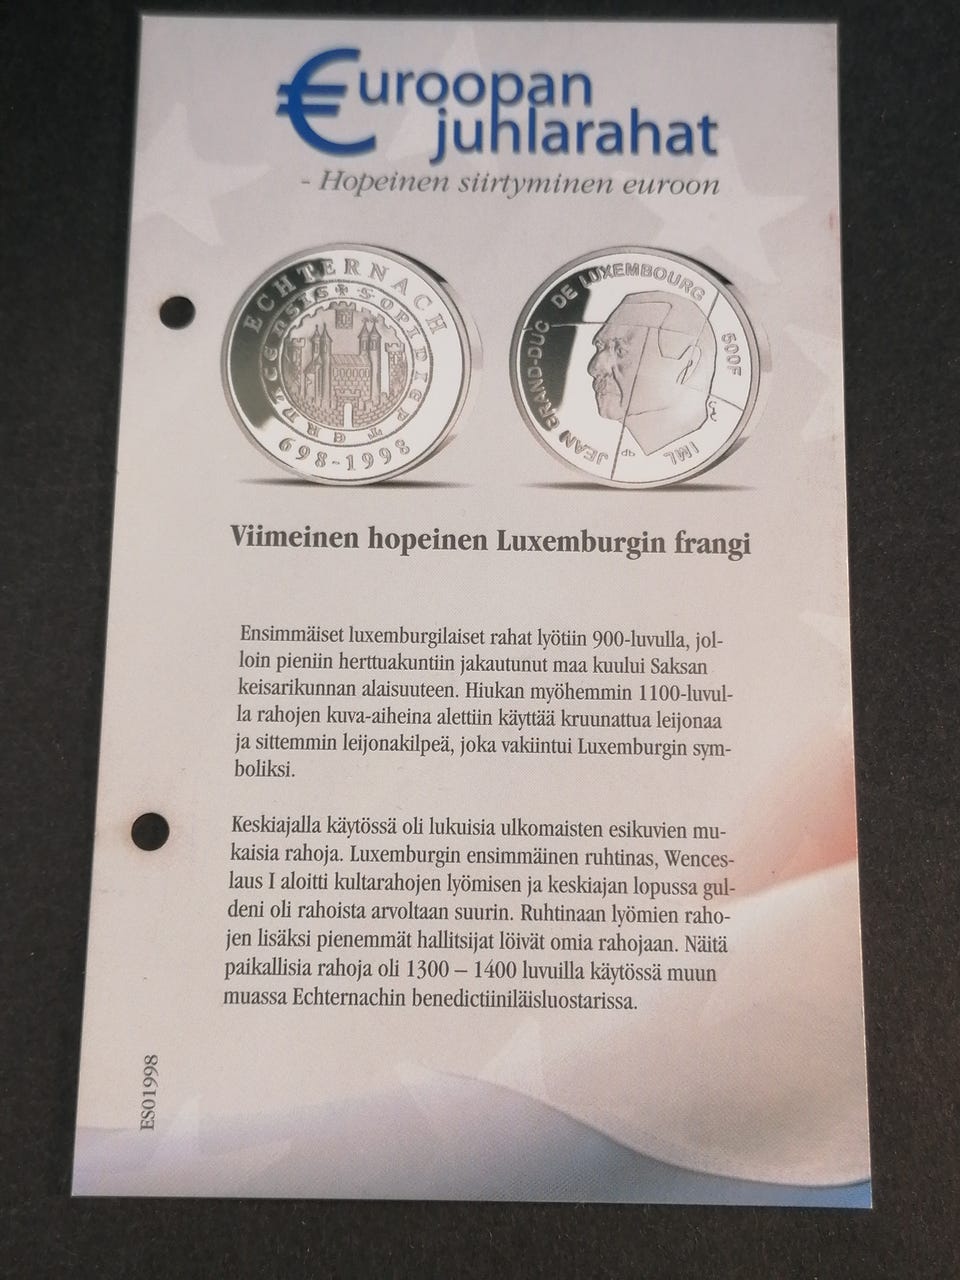 €uroopan
juhlarahat
- Hopeinen siirtyminen euroon
ECHTERNACH
698-1998
JEAN GRAND-DUC DE LUXEMBOURG
500F
IML
Viimeinen hopeinen Luxemburgin frangi
Ensimmäiset luxemburgilaiset rahat lyötiin 900-luvulla, jol-
loin pieniin herttuakuntiin jakautunut maa kuului Saksan
keisarikunnan alaisuuteen. Hiukan myöhemmin 1100-luvul-
la rahojen kuva-aiheina alettiin käyttää kruunattua leijonaa
ja sittemmin leijonakilpeä, joka vakiintui Luxemburgin sym-
boliksi.
Keskiajalla käytössä oli lukuisia ulkomaisten esikuvien mu-
kaisia rahoja. Luxemburgin ensimmäinen ruhtinas, Wences-
laus I aloitti kultarahojen lyömisen ja keskiajan lopussa gul-
deni oli rahoista arvoltaan suurin. Ruhtinaan lyömien raho-
jen lisäksi pienemmät hallitsijat löivät omia rahojaan. Näitä
paikallisia rahoja oli 1300 – 1400 luvuilla käytössä muun
muassa Echternachin benedictiiniläisluostarissa.
ES01998